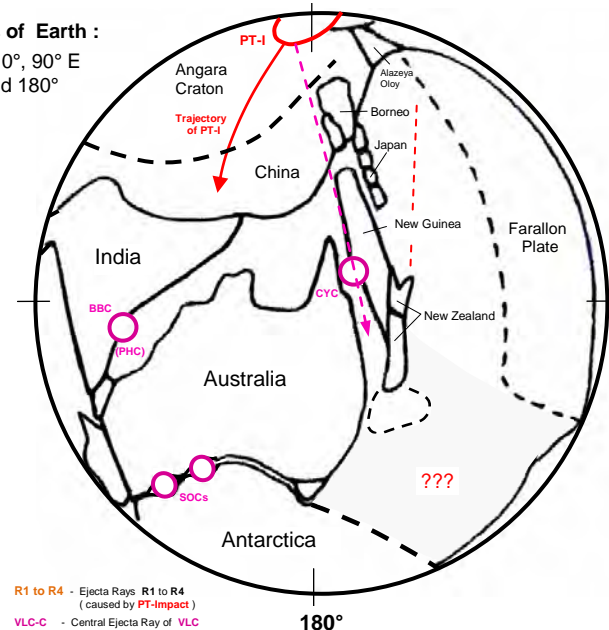 of Earth :
0°, 90° E
d 180°
PT-I
Angara
Craton
Alazeya
Oloy
Trajectory
of PT-I
Borneo
Japan
China
New Guinea
Farallon
Plate
India
CYC
BBC
(PHC)
New Zealand
Australia
???
SOCs
Antarctica
R1 to R4 - Ejecta Rays R1 to R4
( caused by PT-Impact )
VLC-C - Central Ejecta Ray of VLC
180°